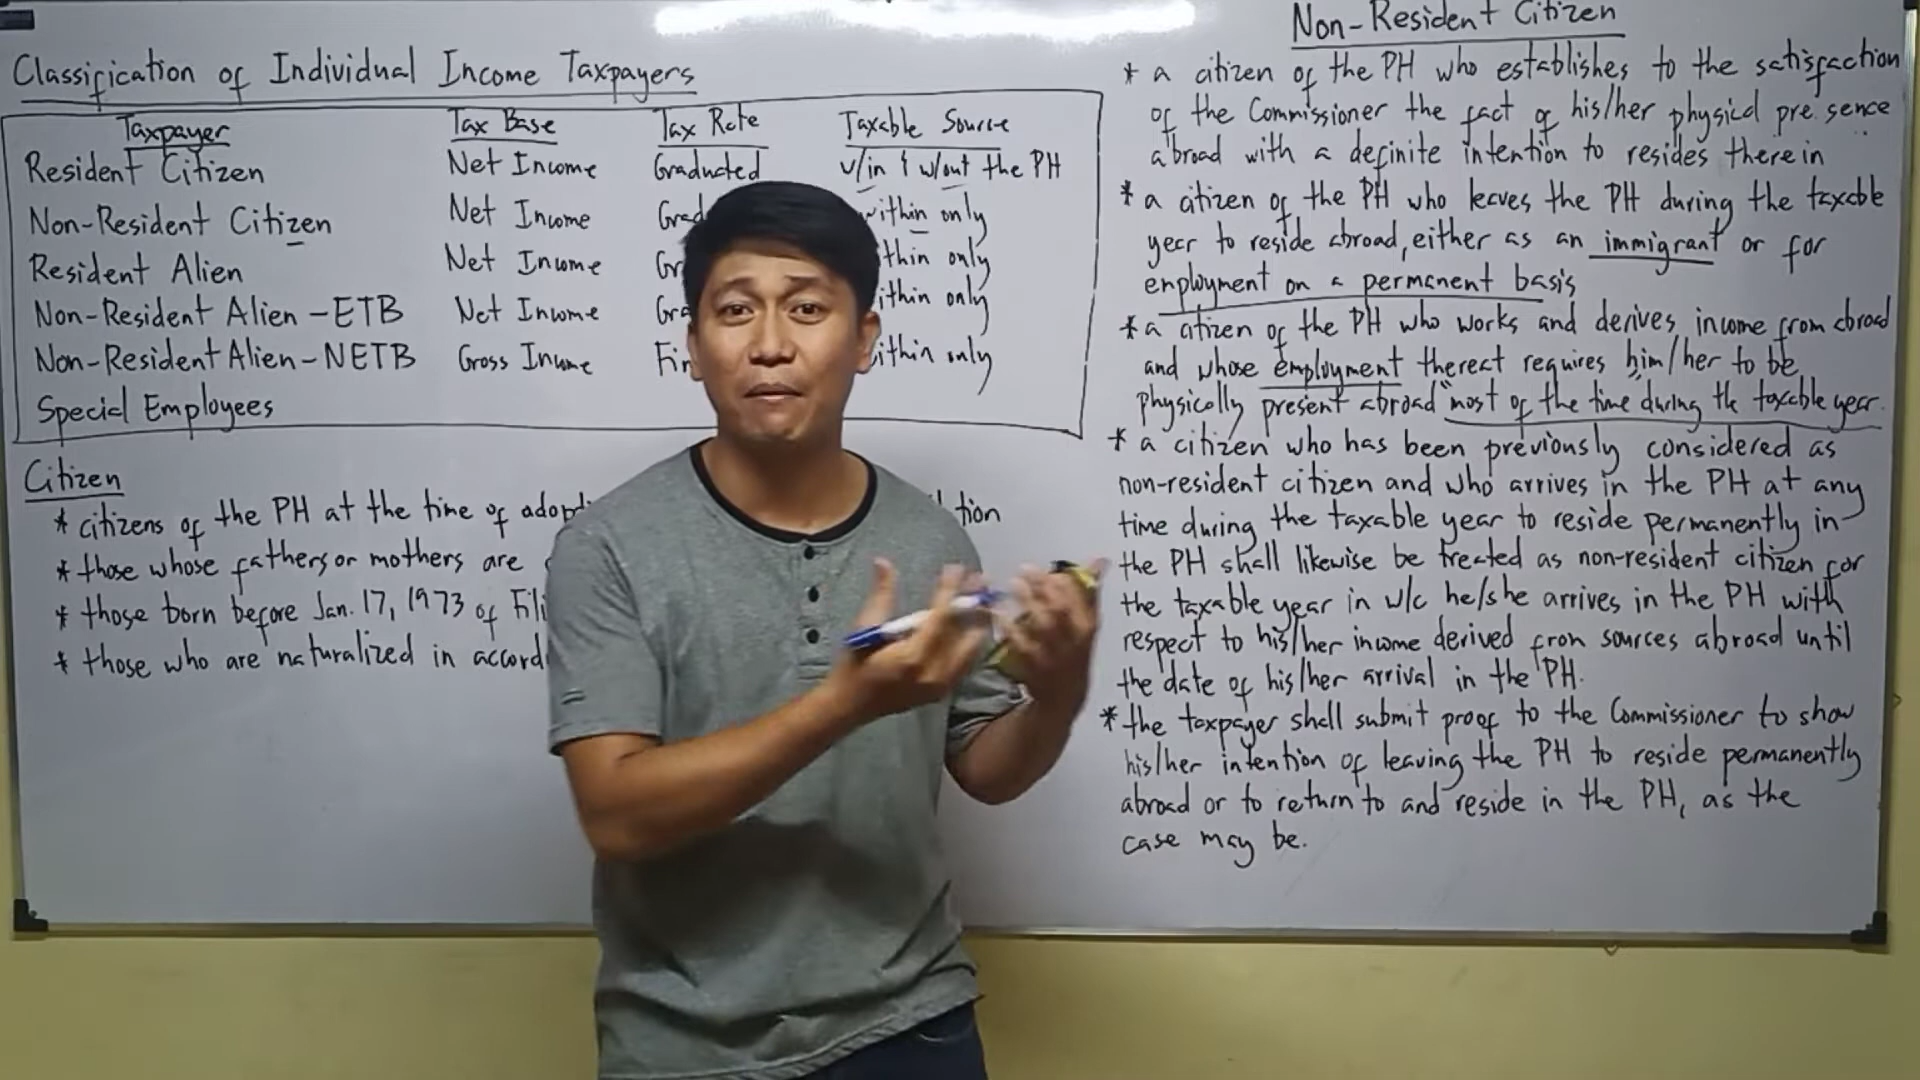 Classification of Individual Income Taxpayers
Taxpayer Tax Base Tax Rate Taxable Source
Resident Citizen Net Income Graduated w/in & w/out the PH
Non-Resident Citizen Net Income Grad within only
Resident Alien Net Income Gr thin only
Non-Resident Alien - ETB Net Income Gra ithin only
Non-Resident Alien - NETB Gross Income Fin ithin only
Special Employees
Citizen
* citizens of the PH at the time of adopt tion
* those whose fathers or mothers are
* those born before Jan. 17, 1973 of Fili
* those who are naturalized in accord
Non-Resident Citizen
* a citizen of the PH who establishes to the satisfaction
of the Commissioner the fact of his/her physical presence
abroad with a definite intention to resides therein
* a citizen of the PH who leaves the PH during the taxable
year to reside abroad, either as an immigrant or for
employment on a permanent basis
* a citizen of the PH who works and derives income from abroad
and whose employment thereat requires him/her to be
physically present abroad "most of the time" during the taxable year.
* a citizen who has been previously considered as
non-resident citizen and who arrives in the PH at any
time during the taxable year to reside permanently in
the PH shall likewise be treated as non-resident citizen for
the taxable year in w/c he/she arrives in the PH with
respect to his/her income derived from sources abroad until
the date of his/her arrival in the PH.
* the taxpayer shall submit proof to the Commissioner to show
his/her intention of leaving the PH to reside permanently
abroad or to return to and reside in the PH, as the
case may be.